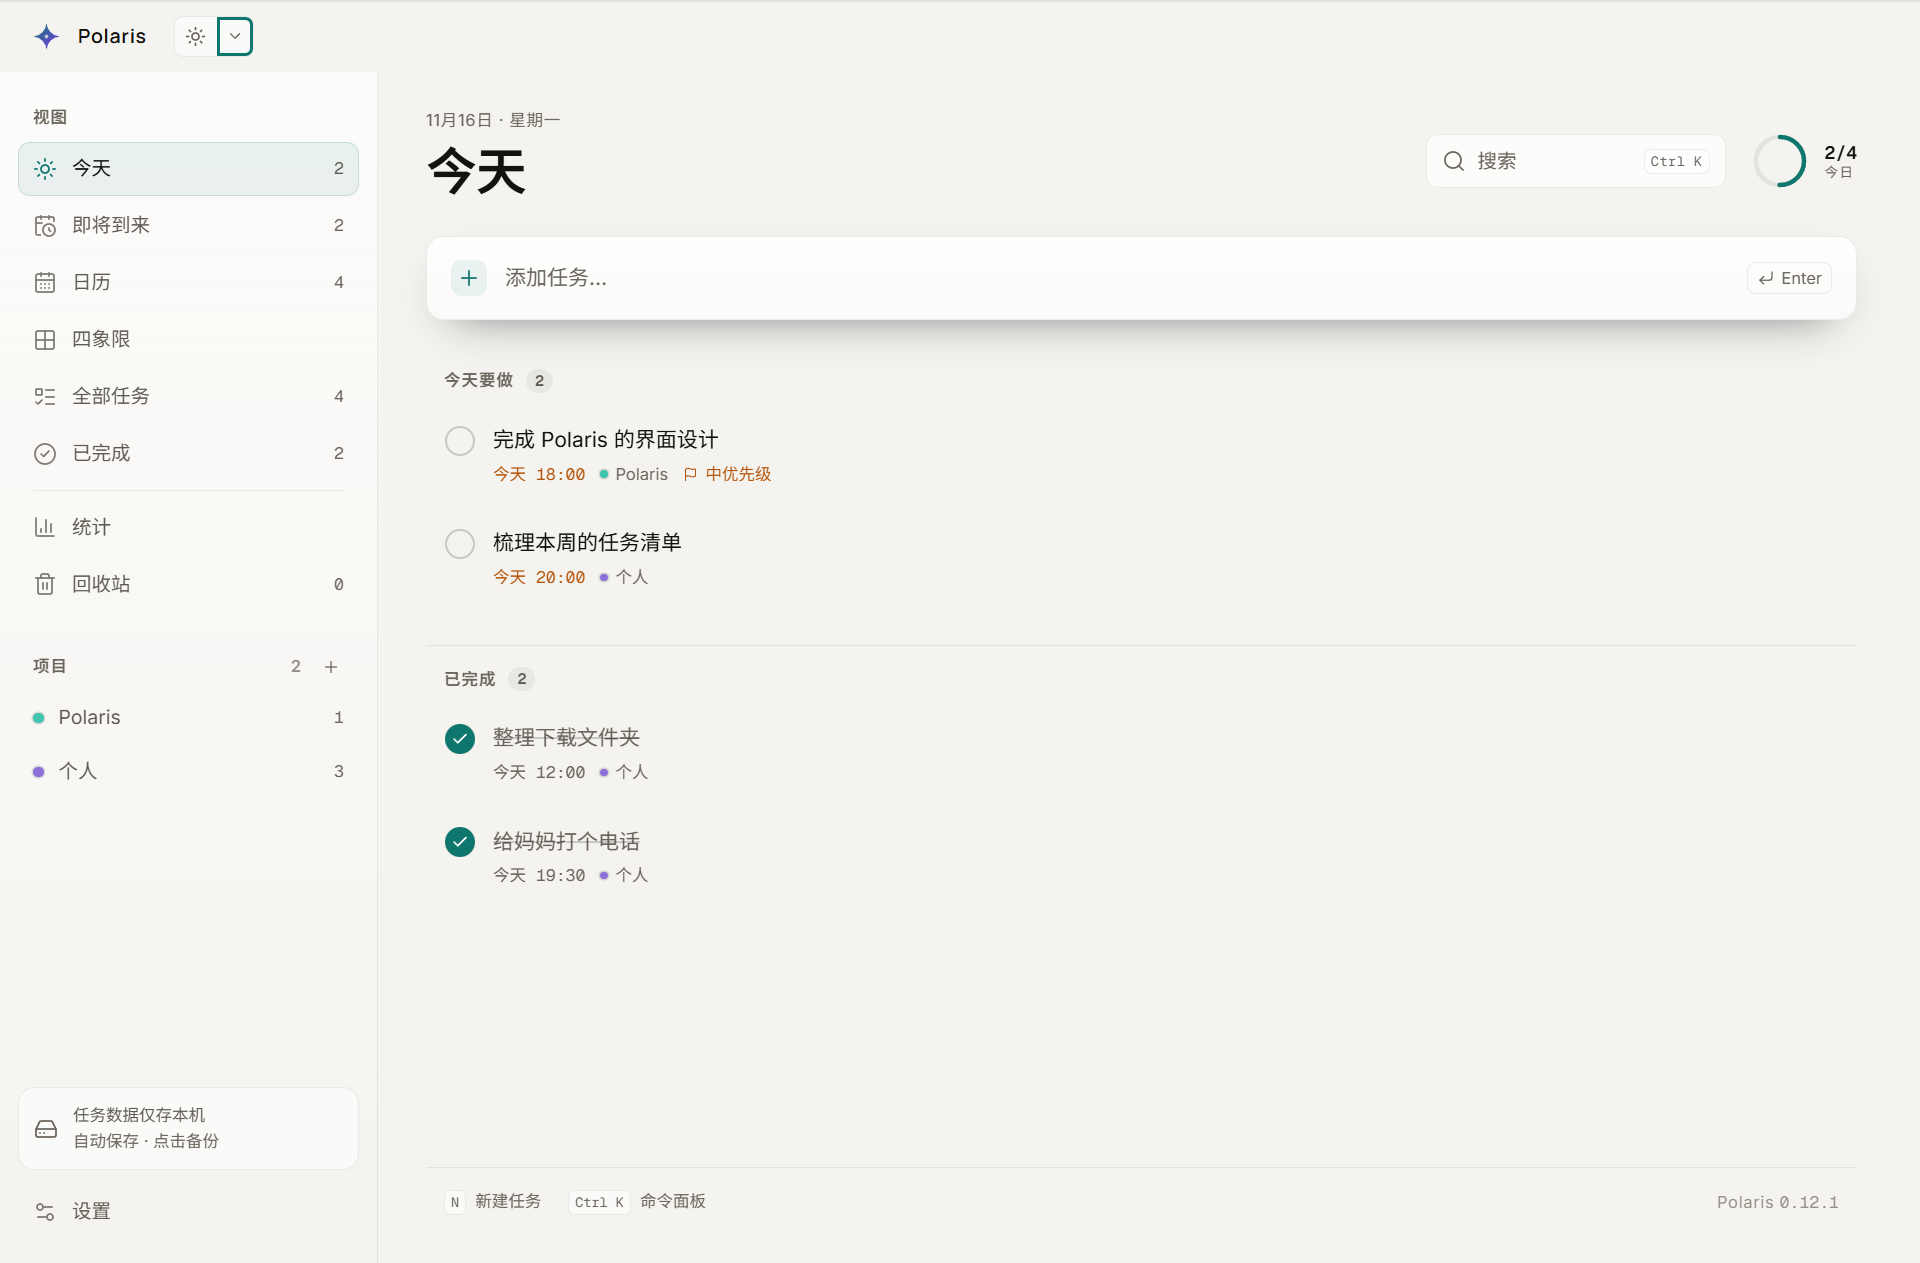 Polaris
视图
今天 2
即将到来 2
日历 4
四象限
全部任务 4
已完成 2
统计
回收站 0
项目 2
Polaris 1
个人 3
任务数据仅存本机
自动保存 · 点击备份
设置
11月16日 · 星期一
今天
搜索 Ctrl K
2/4
今日
添加任务... Enter
今天要做 2
完成 Polaris 的界面设计
今天 18:00 Polaris 中优先级
梳理本周的任务清单
今天 20:00 个人
已完成 2
整理下载文件夹
今天 12:00 个人
给妈妈打个电话
今天 19:30 个人
N 新建任务 Ctrl K 命令面板
Polaris 0.12.1